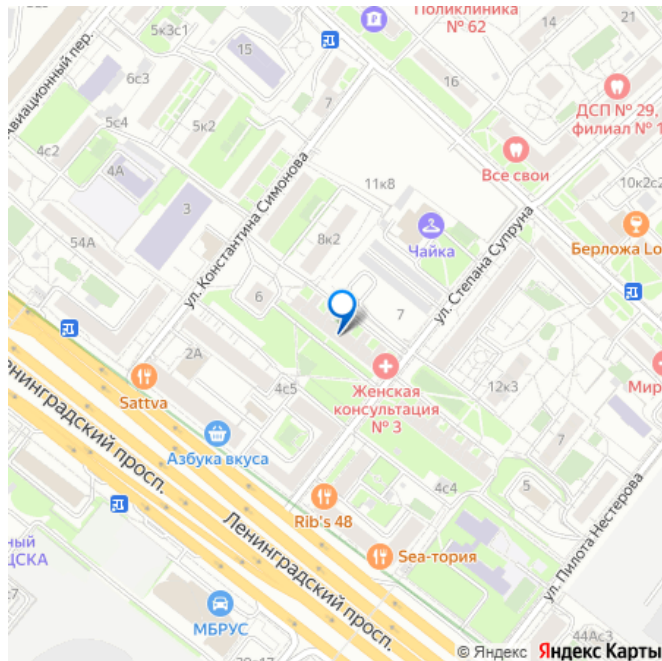 Поликлиника
№ 62
5к3с1
15
6с3
16
Авиационный пер.
7
ДСП № 29,
филиал № 1
5с4
5к2
4с2
4А
Все свои
11к8
10к2с2
3
ул. Константина Симонова
8к2
Чайка
Берложа Lo
54А
ул. Степана Супруна
6
7
2А
Женская
консультация
№ 3
12к3
Мир
Sattva
4с5
Ленинградский просп.
Азбука вкуса
7
4с4
5
Rib's 48
ул. Пилота Нестерова
ный
ЦСКА
Ленинградский просп.
Sea-тория
МБРУС
44Ас3
© Яндекс Яндекс Карты